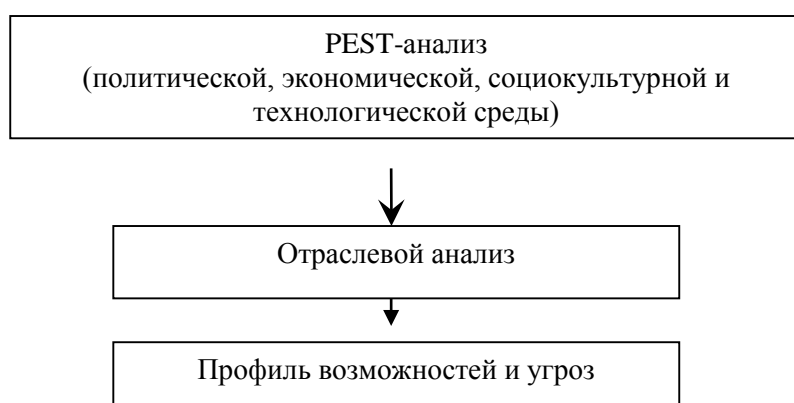 PEST-анализ
(политической, экономической, социокультурной и
технологической среды)
Отраслевой анализ
Профиль возможностей и угроз